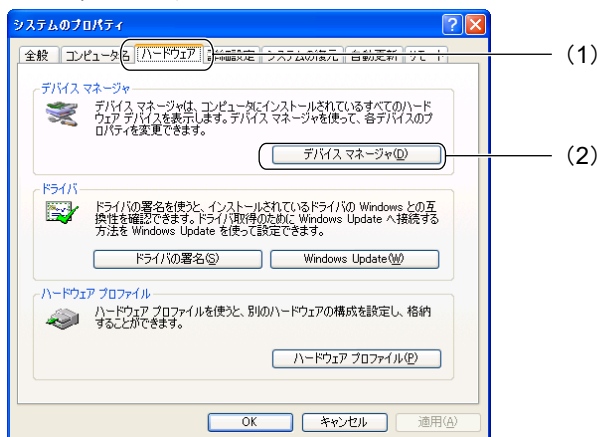 システムのプロパティ
全般 コンピュータ名 ハードウェア 詳細設定 システムの復元 自動更新 リモート
(1)
デバイス マネージャ
デバイス マネージャは、コンピュータにインストールされているすべてのハード
ウェア デバイスを表示します。デバイス マネージャを使って、各デバイスのプ
ロパティを変更できます。
デバイス マネージャ(D)
(2)
ドライバ
ドライバの署名を使うと、インストールされているドライバの Windows との互
換性を確認できます。ドライバ取得のために Windows Update へ接続する
方法を Windows Update を使って設定できます。
ドライバの署名(S) Windows Update(W)
ハードウェア プロファイル
ハードウェア プロファイルを使うと、別のハードウェアの構成を設定し、格納
することができます。
ハードウェア プロファイル(P)
OK キャンセル 適用(A)